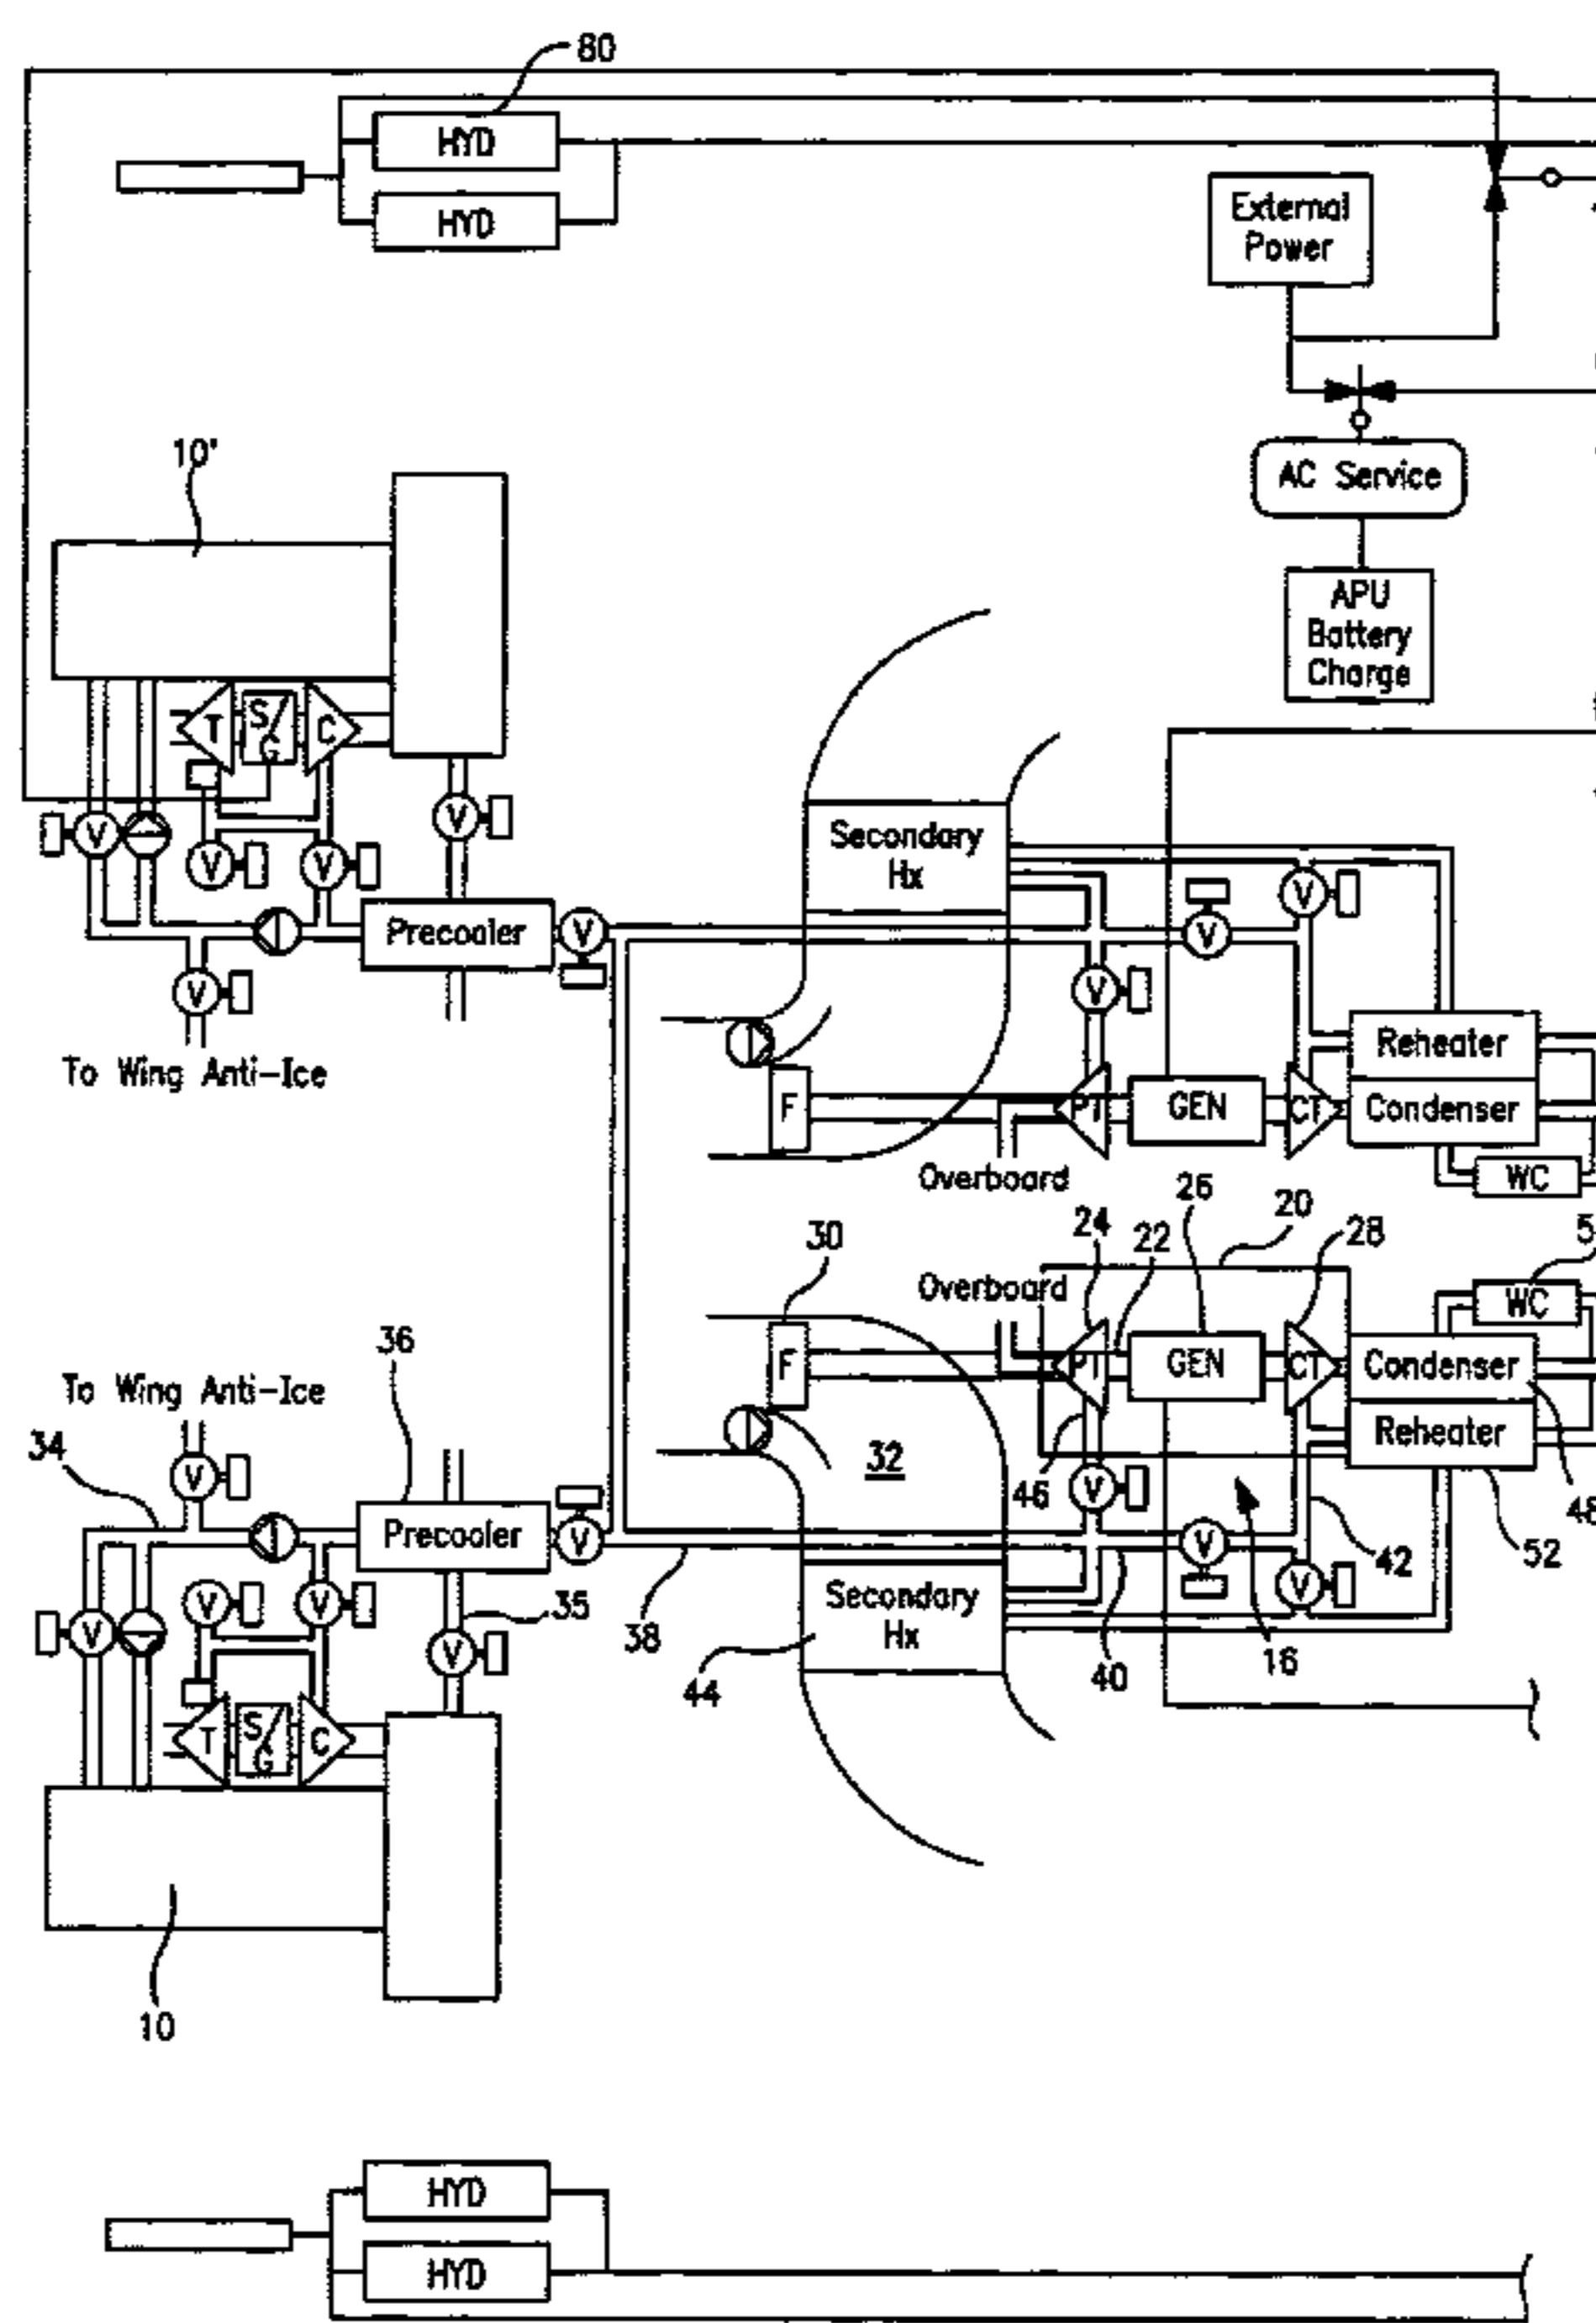 80
HYD
HYD
External
Power
AC Service
APU
Battery
Charge
10'
T
S/
G
C
V
V
V
V
Precooler
V
V
To Wing Anti-Ice
Secondary
Hx
V
V
V
Reheater
Condenser
F
PT
GEN
CT
WC
Overboard
26
20
24
22
28
30
Overboard
5
WC
36
F
PT
GEN
CT
Condenser
To Wing Anti-Ice
Reheater
34
32
46
48
V
V
Precooler
V
V
52
42
V
V
V
35
38
Secondary
Hx
V
V
44
40
16
T
S/
G
C
10
HYD
HYD